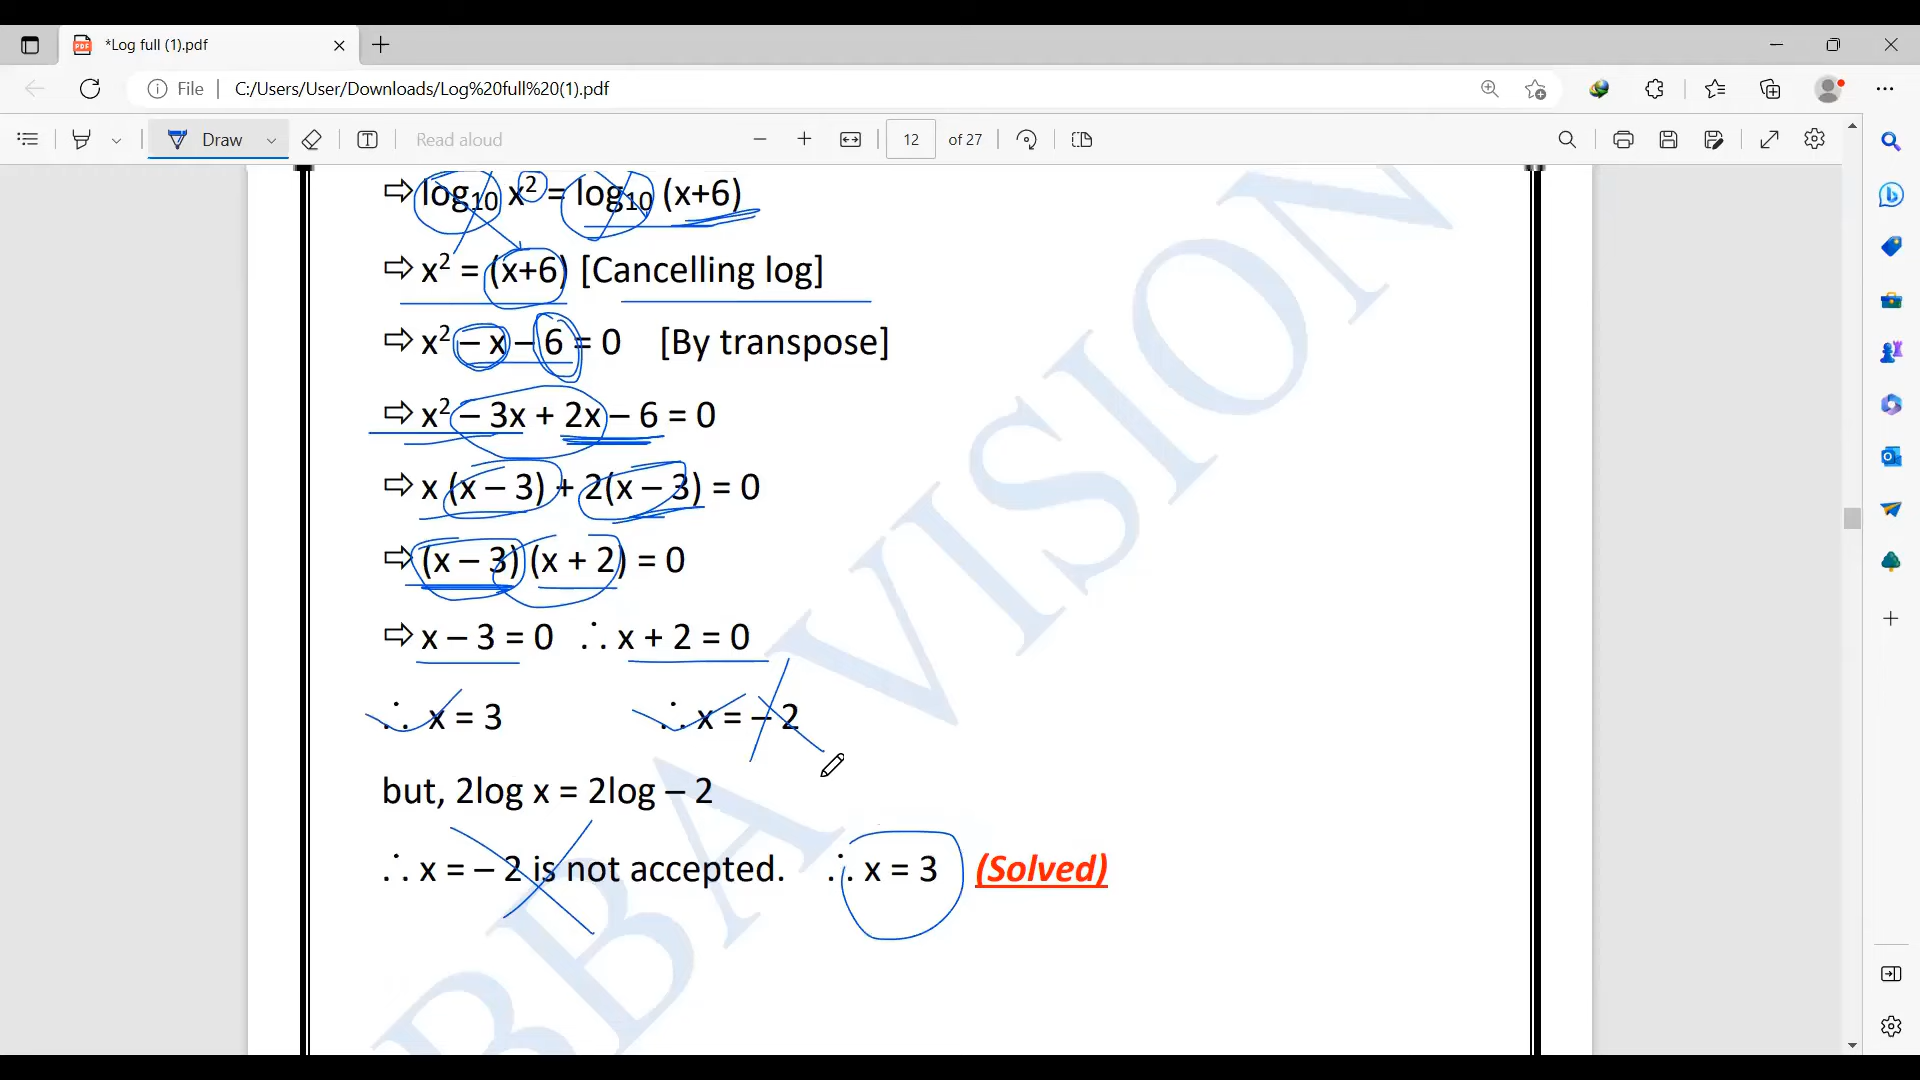 *Log full (1).pdf
File | C:/Users/User/Downloads/Log%20full%20(1).pdf
Draw Read aloud 12 of 27
⇨ log₁₀ x² = log₁₀ (x+6)
⇨ x² = (x+6) [Cancelling log]
⇨ x² – x – 6 = 0 [By transpose]
⇨ x² – 3x + 2x – 6 = 0
⇨ x (x – 3) + 2(x – 3) = 0
⇨ (x – 3) (x + 2) = 0
⇨ x – 3 = 0 ∴ x + 2 = 0
∴ x = 3 ∴ x = – 2
but, 2log x = 2log – 2
∴ x = – 2 is not accepted. ∴ x = 3 (Solved)
BBA VISION